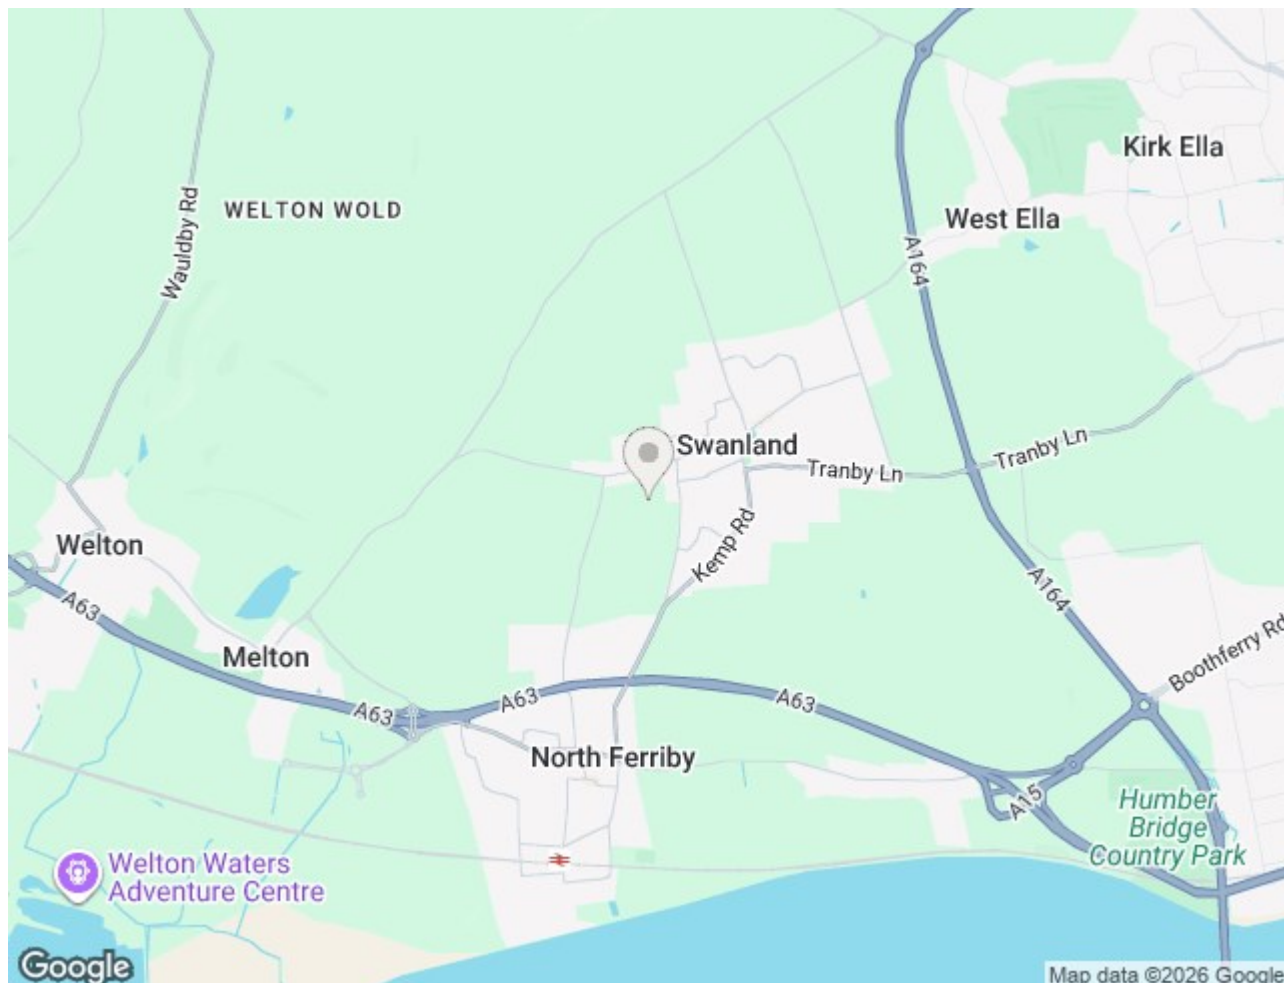 Kirk Ella
Wauldby Rd
WELTON WOLD
West Ella
A164
Swanland
Tranby Ln
Tranby Ln
Kemp Rd
Welton
A63
A164
Melton
Boothferry Rd
A63
A63
A63
North Ferriby
A15
Humber
Bridge
Country Park
Welton Waters
Adventure Centre
Google
Map data ©2026 Google